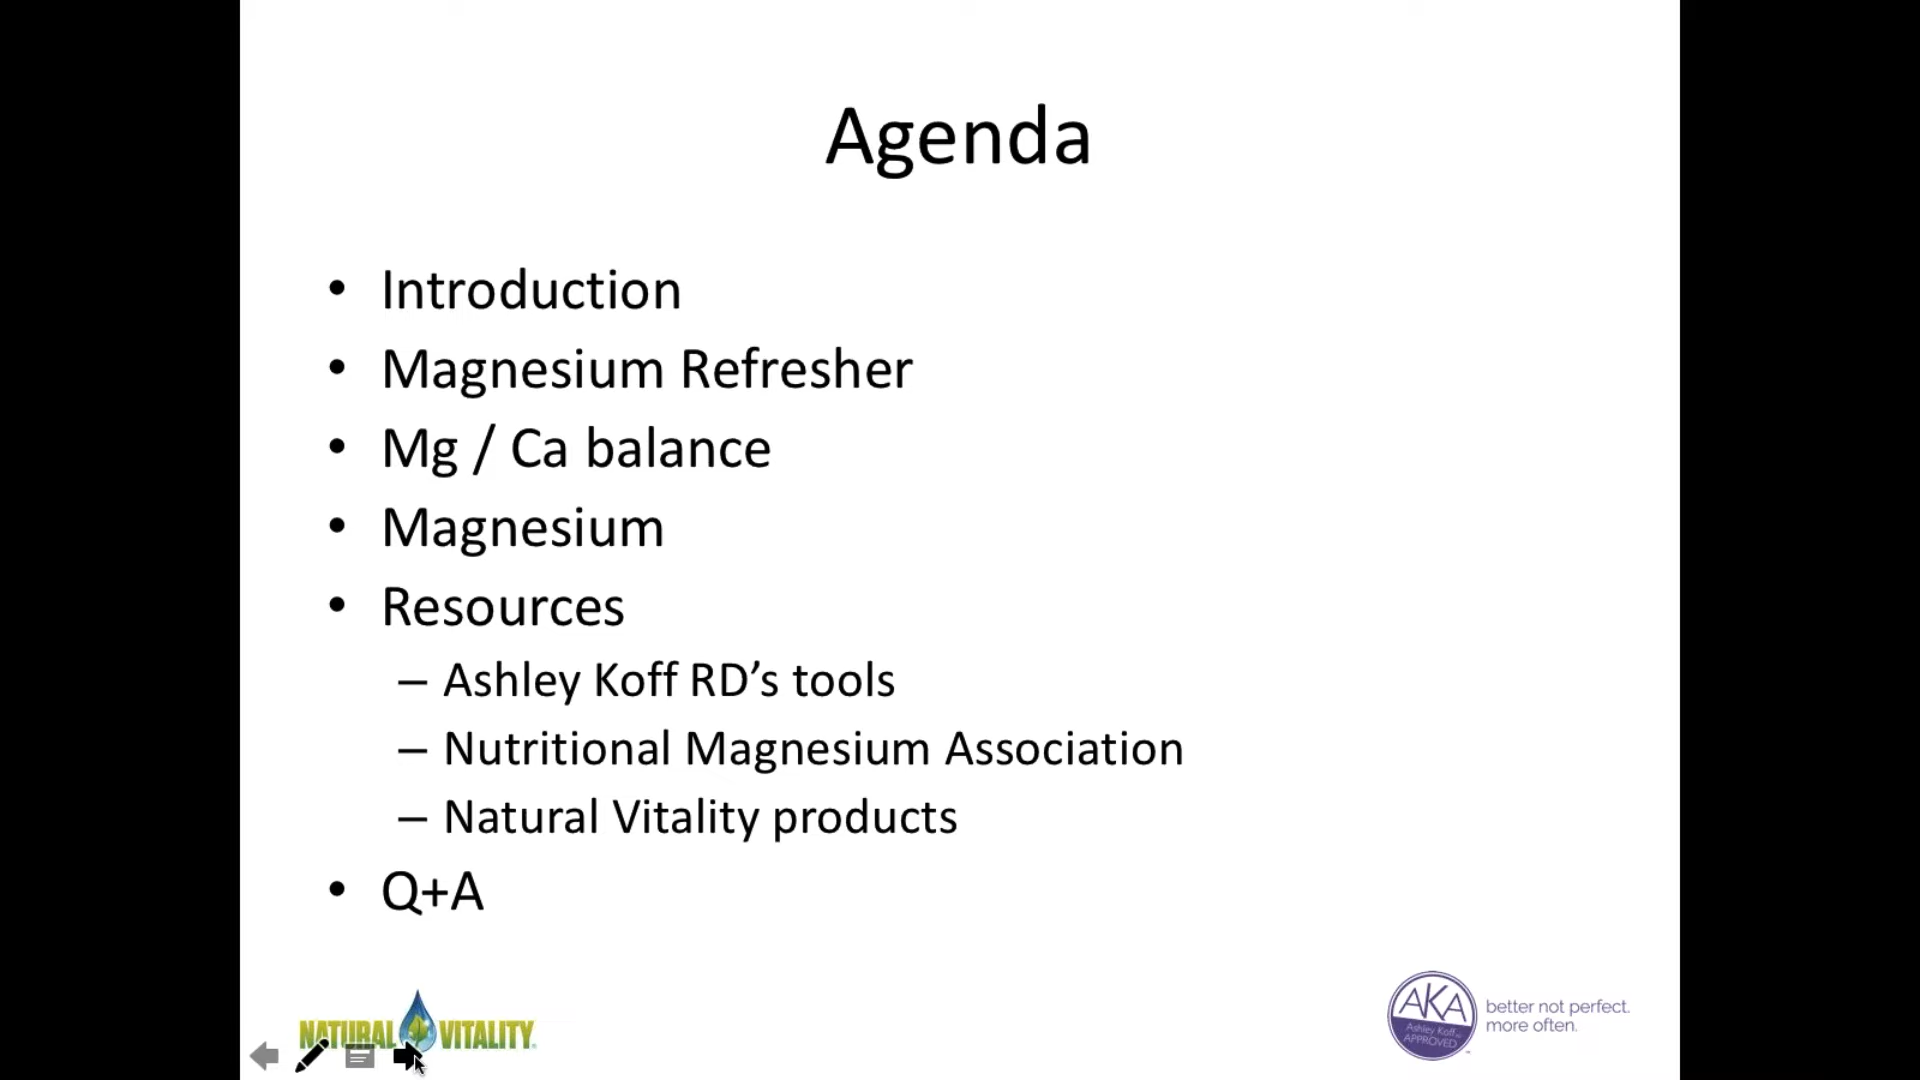 Agenda
• Introduction
• Magnesium Refresher
• Mg / Ca balance
• Magnesium
• Resources
– Ashley Koff RD’s tools
– Nutritional Magnesium Association
– Natural Vitality products
• Q+A
NATURAL VITALITY
AKA
Ashley Koff
APPROVED
better not perfect.
more often.